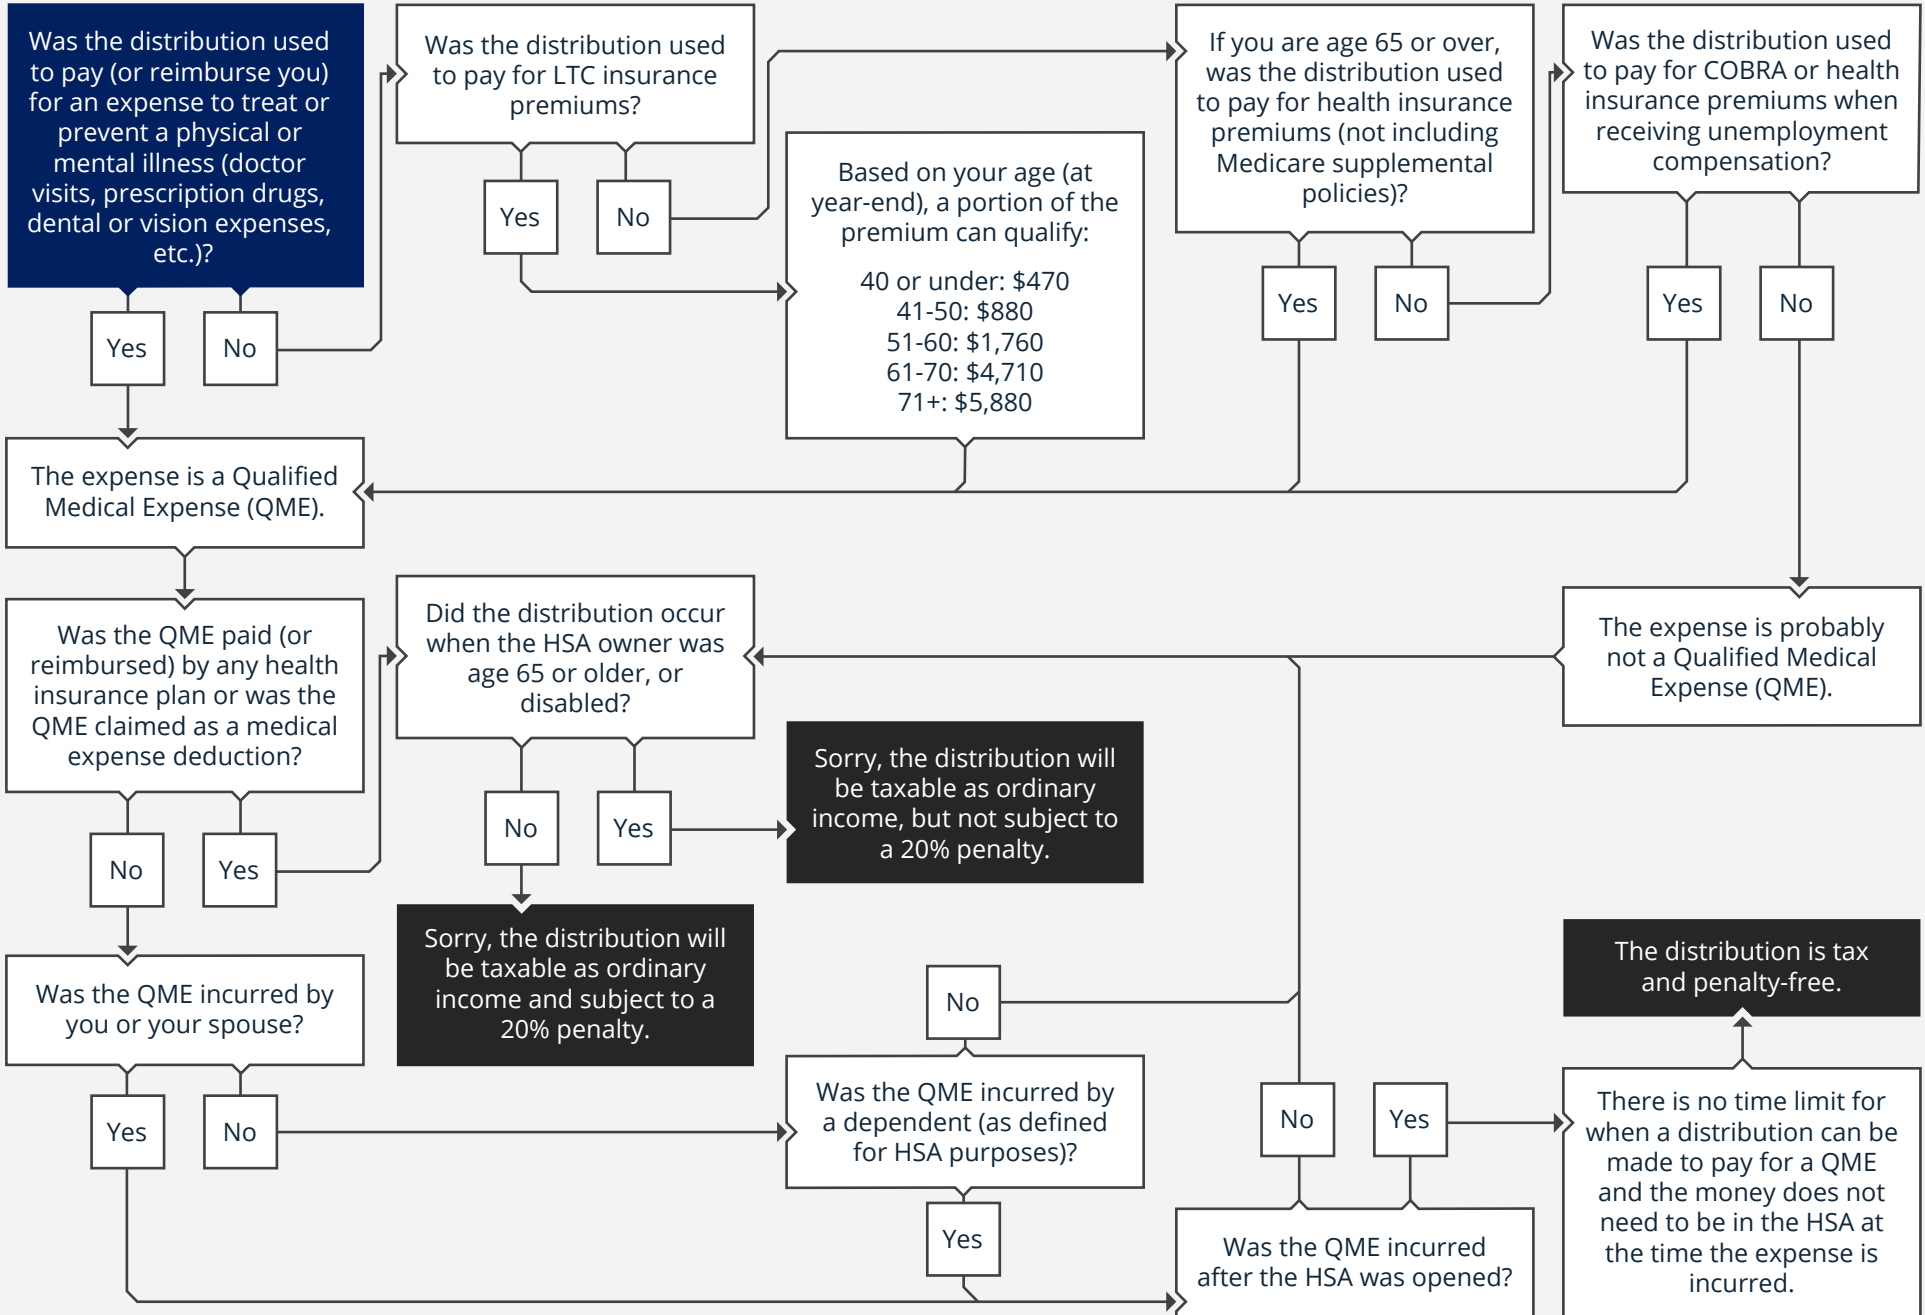 Was the distribution used
to pay (or reimburse you)
for an expense to treat or
prevent a physical or
mental illness (doctor
visits, prescription drugs,
dental or vision expenses,
etc.)?
Yes
No
Was the distribution used
to pay for LTC insurance
premiums?
Yes
No
Based on your age (at
year-end), a portion of the
premium can qualify:
40 or under: $470
41-50: $880
51-60: $1,760
61-70: $4,710
71+: $5,880
If you are age 65 or over,
was the distribution used
to pay for health insurance
premiums (not including
Medicare supplemental
policies)?
Yes
No
Was the distribution used
to pay for COBRA or health
insurance premiums when
receiving unemployment
compensation?
Yes
No
The expense is a Qualified
Medical Expense (QME).
Was the QME paid (or
reimbursed) by any health
insurance plan or was the
QME claimed as a medical
expense deduction?
No
Yes
Did the distribution occur
when the HSA owner was
age 65 or older, or
disabled?
No
Yes
Sorry, the distribution will
be taxable as ordinary
income, but not subject to
a 20% penalty.
Sorry, the distribution will
be taxable as ordinary
income and subject to a
20% penalty.
The expense is probably
not a Qualified Medical
Expense (QME).
Was the QME incurred by
you or your spouse?
Yes
No
No
Was the QME incurred by
a dependent (as defined
for HSA purposes)?
Yes
No
Yes
Was the QME incurred
after the HSA was opened?
The distribution is tax
and penalty-free.
There is no time limit for
when a distribution can be
made to pay for a QME
and the money does not
need to be in the HSA at
the time the expense is
incurred.